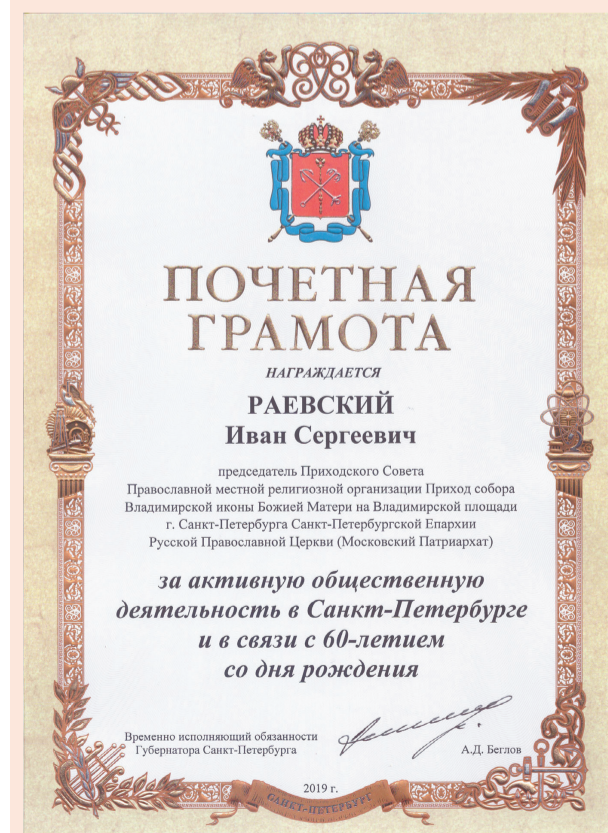 ПОЧЕТНАЯ
ГРАМОТА
НАГРАЖДАЕТСЯ
РАЕВСКИЙ
Иван Сергеевич
председатель Приходского Совета
Православной местной религиозной организации Приход собора
Владимирской иконы Божией Матери на Владимирской площади
г. Санкт-Петербурга Санкт-Петербургской Епархии
Русской Православной Церкви (Московский Патриархат)
за активную общественную
деятельность в Санкт-Петербурге
и в связи с 60-летием
со дня рождения
Временно исполняющий обязанности
Губернатора Санкт-Петербурга
А.Д. Беглов
2019 г.
САНКТ-ПЕТЕРБУРГ